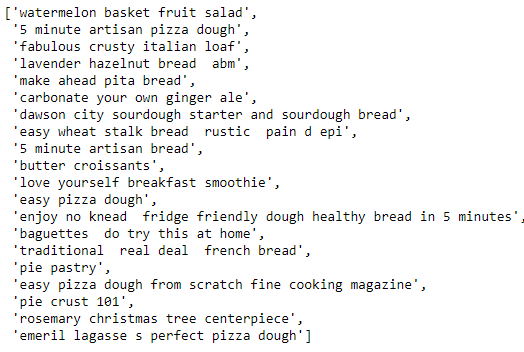 ['watermelon basket fruit salad',
'5 minute artisan pizza dough',
'fabulous crusty italian loaf',
'lavender hazelnut bread  abm',
'make ahead pita bread',
'carbonate your own ginger ale',
'dawson city sourdough starter and sourdough bread',
'easy wheat stalk bread  rustic  pain d epi',
'5 minute artisan bread',
'butter croissants',
'love yourself breakfast smoothie',
'easy pizza dough',
'enjoy no knead  fridge friendly dough healthy bread in 5 minutes',
'baguettes  do try this at home',
'traditional  real deal  french bread',
'pie pastry',
'easy pizza dough from scratch fine cooking magazine',
'pie crust 101',
'rosemary christmas tree centerpiece',
'emeril lagasse s perfect pizza dough']